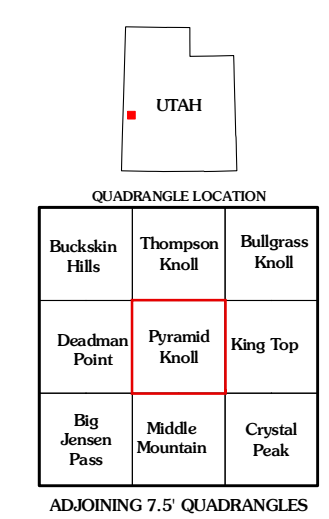 UTAH
QUADRANGLE LOCATION
Buckskin
Hills
Thompson
Knoll
Bullgrass
Knoll
Deadman
Point
Pyramid
Knoll
King Top
Big
Jensen
Pass
Middle
Mountain
Crystal
Peak
ADJOINING 7.5' QUADRANGLES